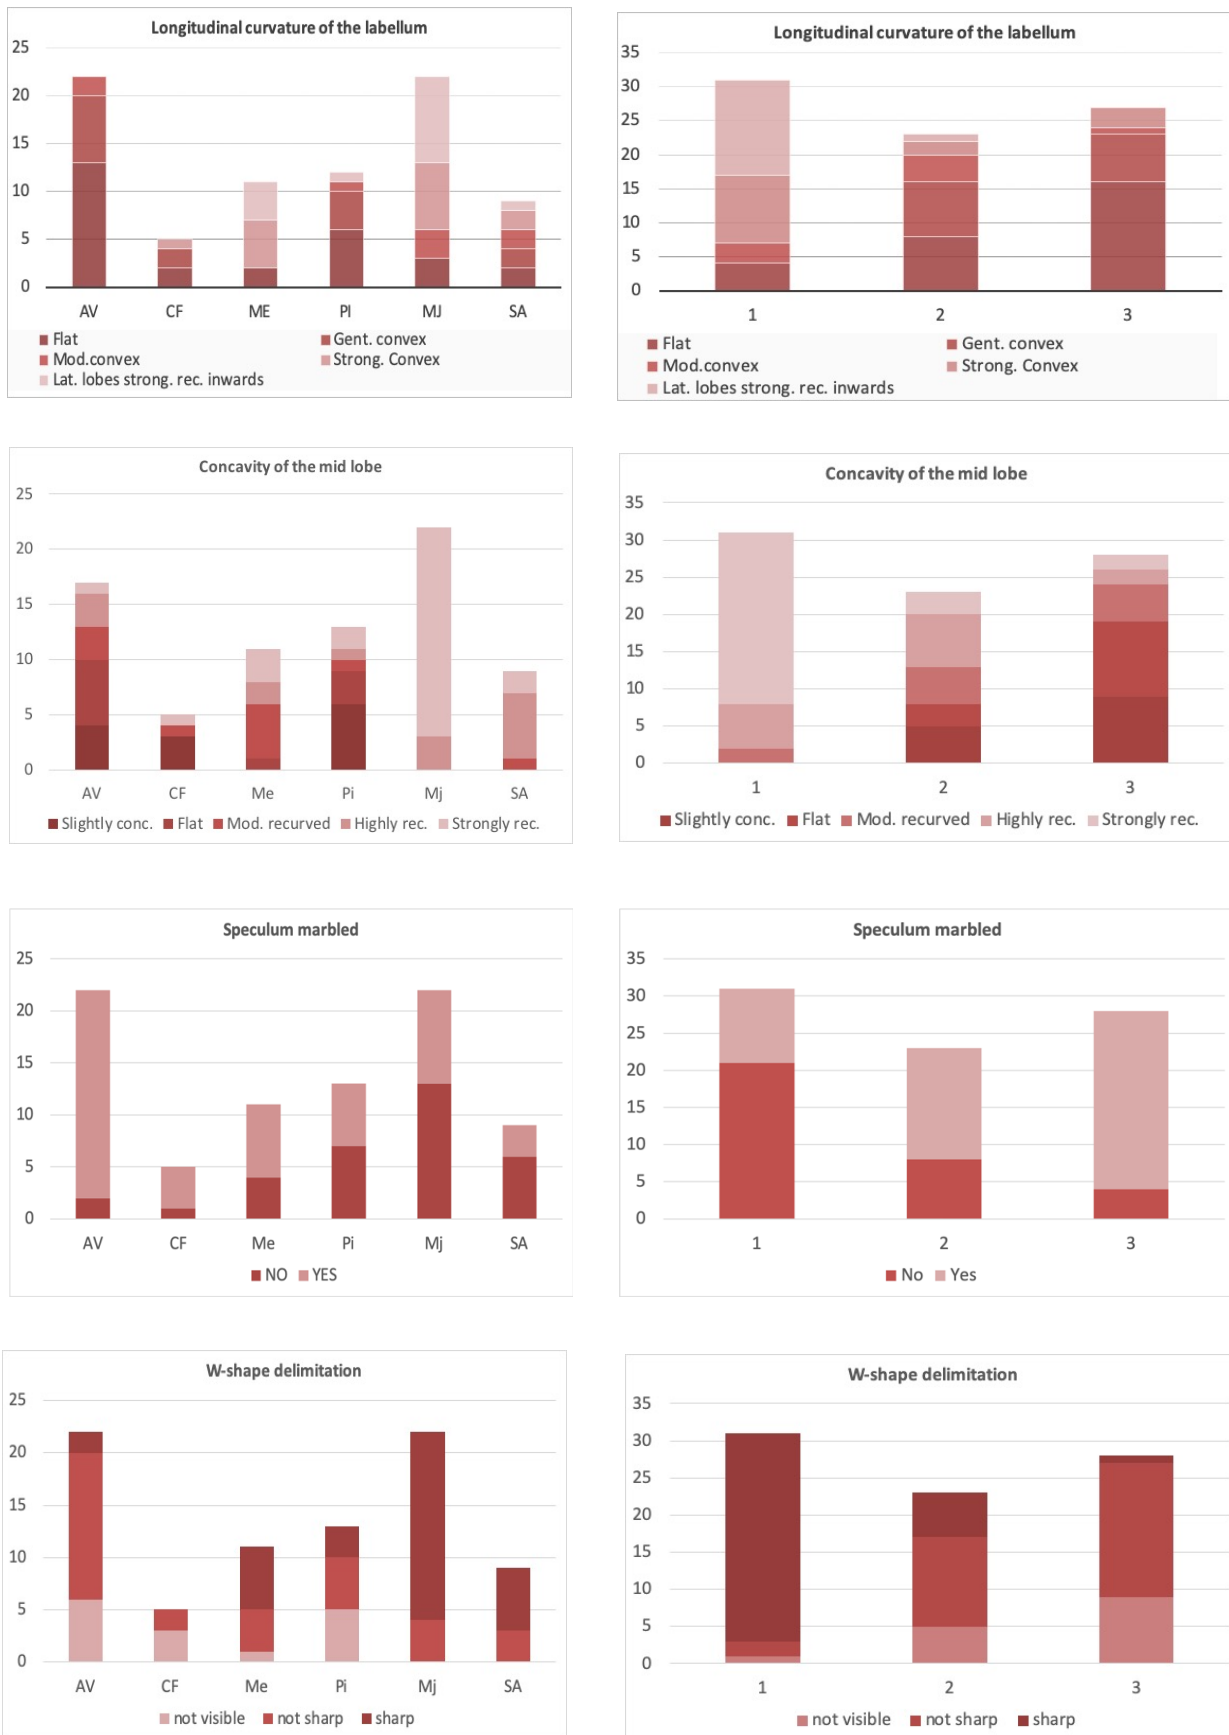 Longitudinal curvature of the labellum
25
20
15
10
5
0
AV CF ME PI MJ SA
Flat Gent. convex
Mod.convex Strong. Convex
Lat. lobes strong. rec. inwards
Longitudinal curvature of the labellum
35
30
25
20
15
10
5
0
1 2 3
Flat Gent. convex
Mod.convex Strong. Convex
Lat. lobes strong. rec. inwards
Concavity of the mid lobe
25
20
15
10
5
0
AV CF Me Pi Mj SA
Slightly conc. Flat Mod. recurved Highly rec. Strongly rec.
Concavity of the mid lobe
35
30
25
20
15
10
5
0
1 2 3
Slightly conc. Flat Mod. recurved Highly rec. Strongly rec.
Speculum marbled
25
20
15
10
5
0
AV CF Me Pi Mj SA
NO YES
Speculum marbled
35
30
25
20
15
10
5
0
1 2 3
No Yes
W-shape delimitation
25
20
15
10
5
0
AV CF Me Pi Mj SA
not visible not sharp sharp
W-shape delimitation
35
30
25
20
15
10
5
0
1 2 3
not visible not sharp sharp